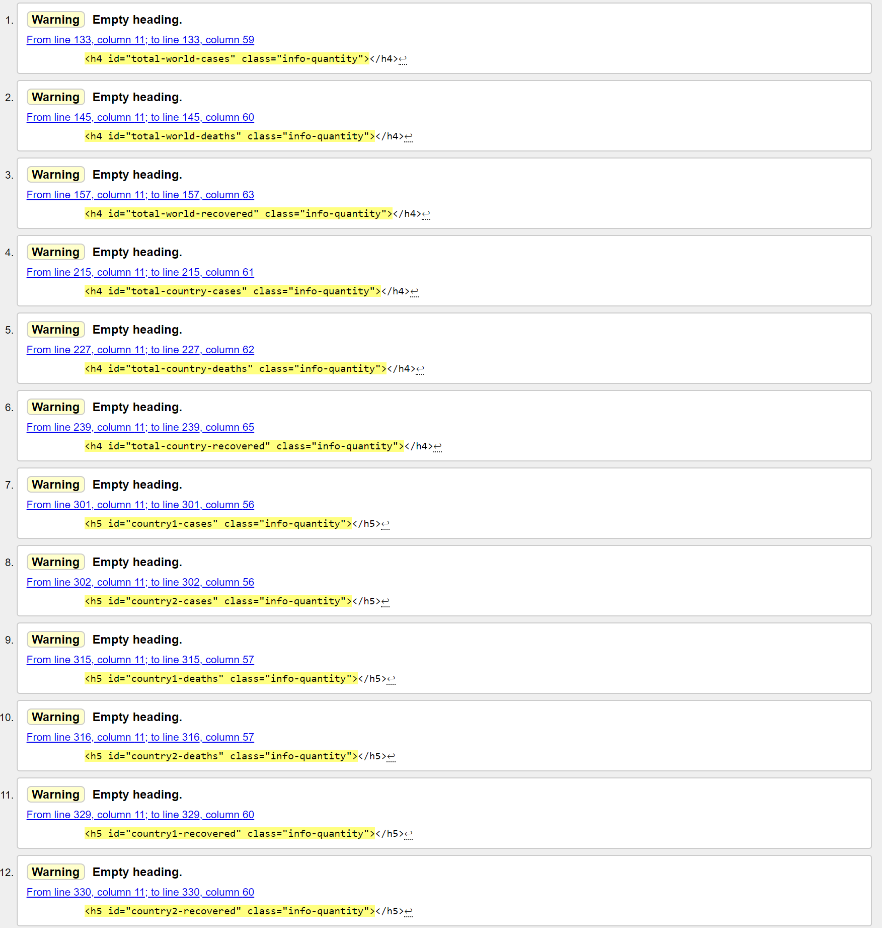 1. Warning Empty heading.
From line 133, column 11; to line 133, column 59
<h4 id="total-world-cases" class="info-quantity"></h4>↩
2. Warning Empty heading.
From line 145, column 11; to line 145, column 60
<h4 id="total-world-deaths" class="info-quantity"></h4>↩
3. Warning Empty heading.
From line 157, column 11; to line 157, column 63
<h4 id="total-world-recovered" class="info-quantity"></h4>↩
4. Warning Empty heading.
From line 215, column 11; to line 215, column 61
<h4 id="total-country-cases" class="info-quantity"></h4>↩
5. Warning Empty heading.
From line 227, column 11; to line 227, column 62
<h4 id="total-country-deaths" class="info-quantity"></h4>↩
6. Warning Empty heading.
From line 239, column 11; to line 239, column 65
<h4 id="total-country-recovered" class="info-quantity"></h4>↩
7. Warning Empty heading.
From line 301, column 11; to line 301, column 56
<h5 id="country1-cases" class="info-quantity"></h5>↩
8. Warning Empty heading.
From line 302, column 11; to line 302, column 56
<h5 id="country2-cases" class="info-quantity"></h5>↩
9. Warning Empty heading.
From line 315, column 11; to line 315, column 57
<h5 id="country1-deaths" class="info-quantity"></h5>↩
10. Warning Empty heading.
From line 316, column 11; to line 316, column 57
<h5 id="country2-deaths" class="info-quantity"></h5>↩
11. Warning Empty heading.
From line 329, column 11; to line 329, column 60
<h5 id="country1-recovered" class="info-quantity"></h5>↩
12. Warning Empty heading.
From line 330, column 11; to line 330, column 60
<h5 id="country2-recovered" class="info-quantity"></h5>↩